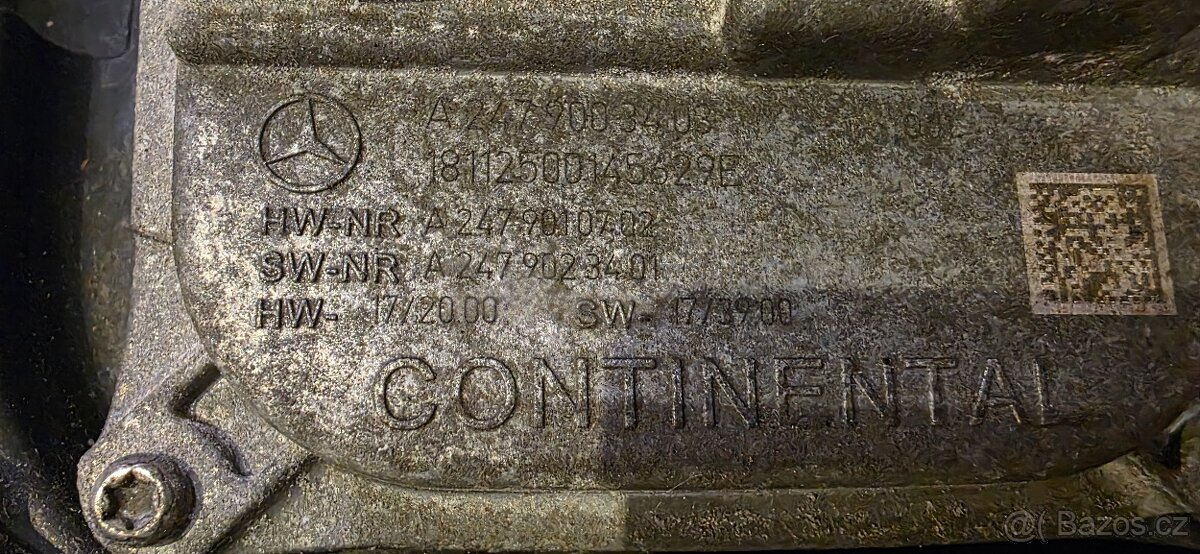 A 247 900 34 03
18112500145629E
HW-NR A 247 901 07 02
SW-NR A 247 902 34 01
HW- 17/20.00 SW- 17/39.00
CONTINENTAL
Bazos.cz